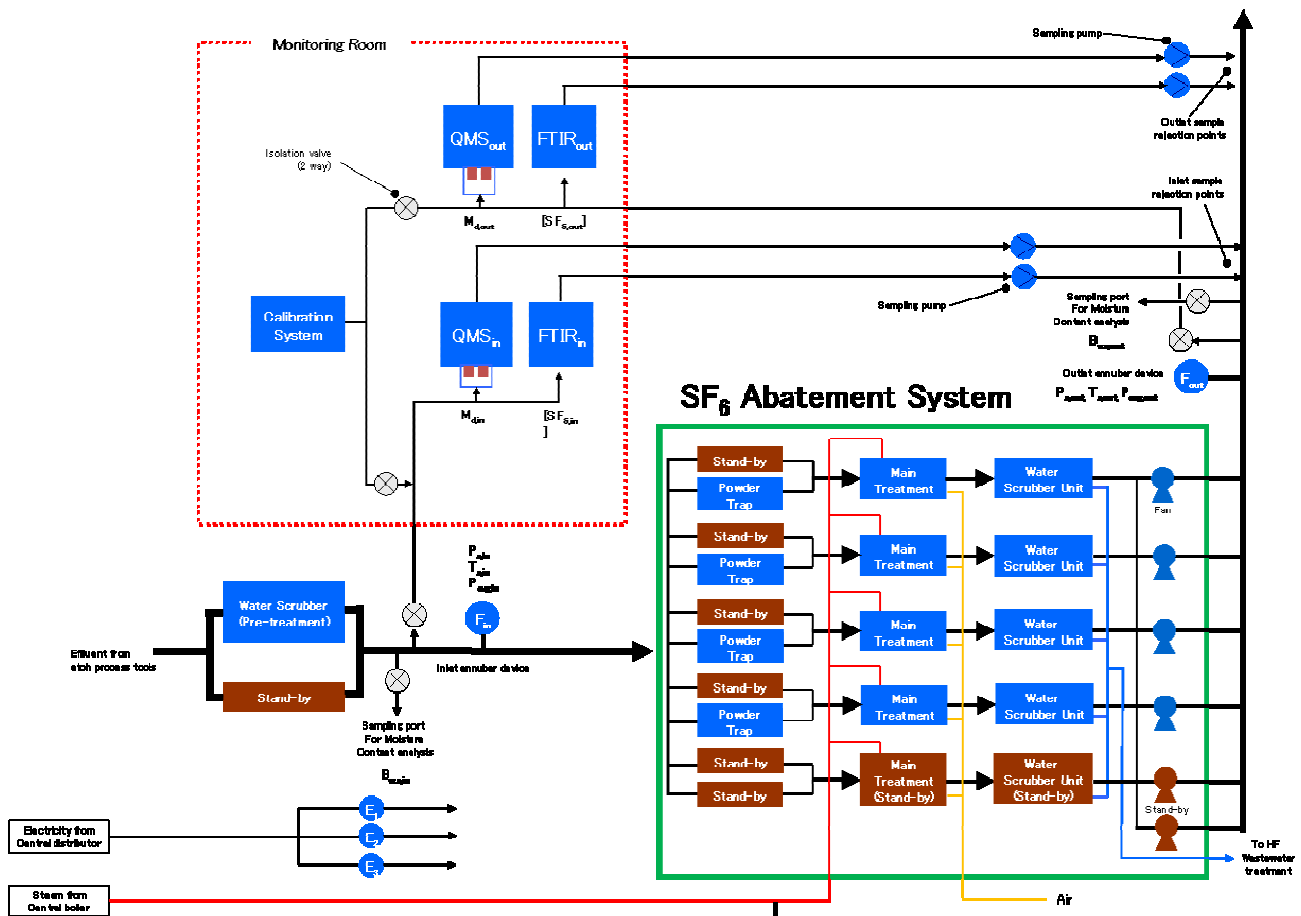 Monitoring Room
Sampling pump
QMSout
FTIRout
Isolation valve
(2 way)
Outlet sample
rejection points
Md,out
[SF6,out]
Inlet sample
rejection points
Calibration
System
QMSin
FTIRin
Sampling pump
Sampling port
For Moisture
Content analysis
Md,in
[SF6,in
]
Outlet annuber device
Fout
SF6 Abatement System
Stand-by
Powder
Trap
Main
Treatment
Water
Scrubber Unit
Fan
Stand-by
Powder
Trap
Main
Treatment
Water
Scrubber Unit
Stand-by
Powder
Trap
Main
Treatment
Water
Scrubber Unit
Stand-by
Powder
Trap
Main
Treatment
Water
Scrubber Unit
Stand-by
Stand-by
Main
Treatment
(Stand-by)
Water
Scrubber Unit
(Stand-by)
Stand-by
Water Scrubber
(Pre-treatment)
Fin
Effluent from
etch process tools
Inlet annuber device
Stand-by
Sampling port
For Moisture
Content analysis
E1
Electricity from
Central distributor
E2
E3
To HF
Wastewater
treatment
Steam from
Central boiler
Air